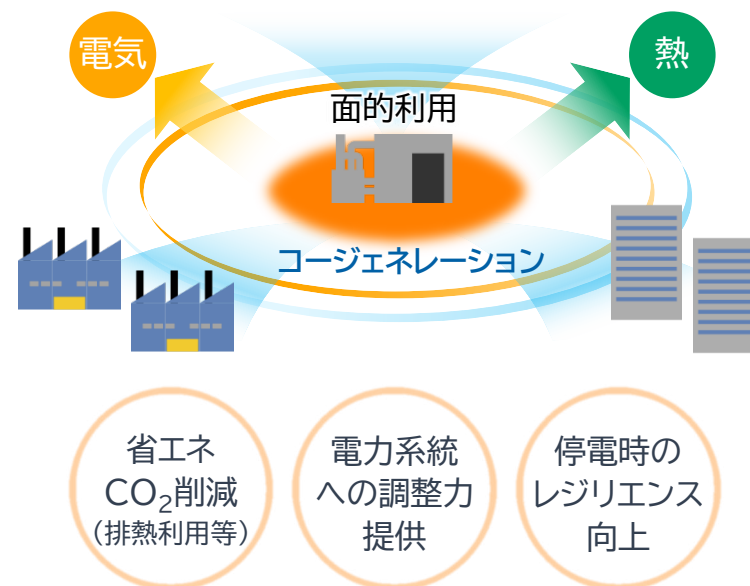 電気
熱
面的利用
コージェネレーション
省エネ
CO₂削減
（排熱利用等）
電力系統
への調整力
提供
停電時の
レジリエンス
向上